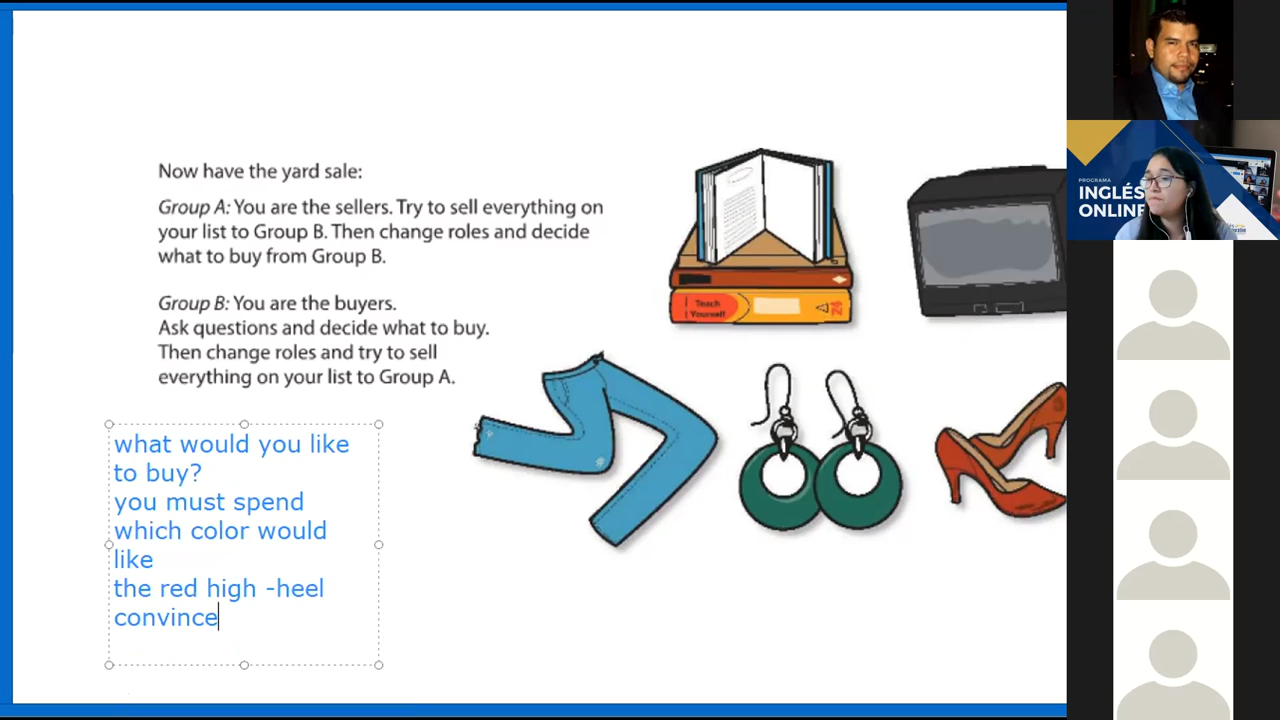 Now have the yard sale:
Group A: You are the sellers. Try to sell everything on
your list to Group B. Then change roles and decide
what to buy from Group B.
Group B: You are the buyers.
Ask questions and decide what to buy.
Then change roles and try to sell
everything on your list to Group A.
what would you like
to buy?
you must spend
which color would
like
the red high -heel
convince
Teach
Yourself
PROGRAMA
INGLÉS
ONLINE